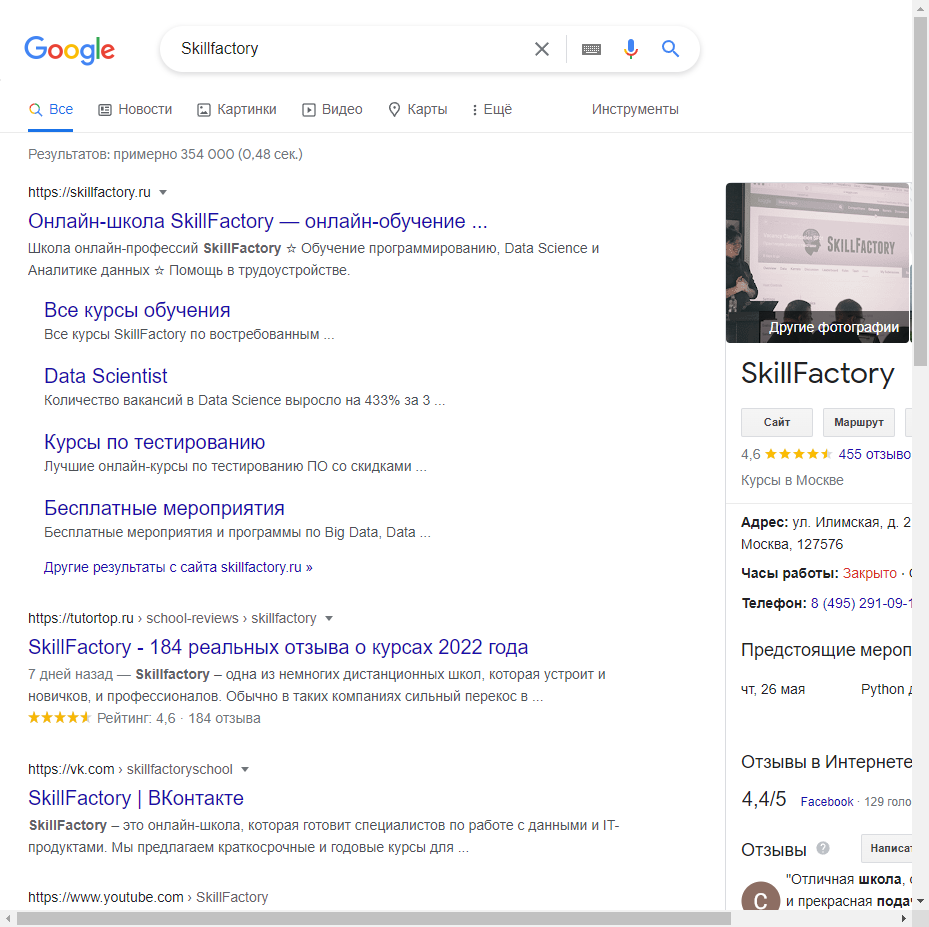 Google
Skillfactory
Все
Новости
Картинки
Видео
Карты
Ещё
Инструменты
Результатов: примерно 354 000 (0,48 сек.)
https://skillfactory.ru
Онлайн-школа SkillFactory — онлайн-обучение ...
Школа онлайн-профессий SkillFactory ☆ Обучение программированию, Data Science и
Аналитике данных ☆ Помощь в трудоустройстве.
Все курсы обучения
Все курсы SkillFactory по востребованным ...
Data Scientist
Количество вакансий в Data Science выросло на 433% за 3 ...
Курсы по тестированию
Лучшие онлайн-курсы по тестированию ПО со скидками ...
Бесплатные мероприятия
Бесплатные мероприятия и программы по Big Data, Data ...
Другие результаты с сайта skillfactory.ru »
https://tutortop.ru › school-reviews › skillfactory
SkillFactory - 184 реальных отзыва о курсах 2022 года
7 дней назад — Skillfactory – одна из немногих дистанционных школ, которая устроит и
новичков, и профессионалов. Обычно в таких компаниях сильный перекос в ...
Рейтинг: 4,6 · 184 отзыва
https://vk.com › skillfactoryschool
SkillFactory | ВКонтакте
SkillFactory – это онлайн-школа, которая готовит специалистов по работе с данными и IT-
продуктами. Мы предлагаем краткосрочные и годовые курсы для ...
https://www.youtube.com › SkillFactory
SKILLFACTORY
Другие фотографии
SkillFactory
Сайт
Маршрут
4,6
455 отзыво
Курсы в Москве
Адрес: ул. Илимская, д. 2
Москва, 127576
Часы работы: Закрыто ·
Телефон: 8 (495) 291-09-1
Предстоящие мероп
чт, 26 мая
Python
Отзывы в Интернете
4,4/5 Facebook · 129 голо
Отзывы
Написат
С
"Отличная школа,
и прекрасная пода